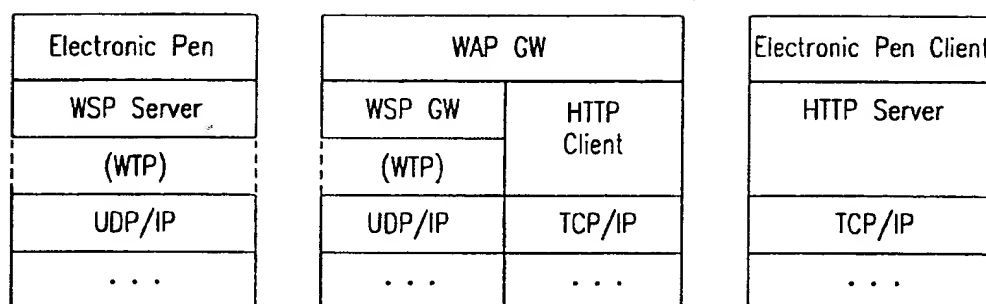 Electronic Pen
WSP Server
(WTP)
UDP/IP
. . .
WAP GW
WSP GW
(WTP)
UDP/IP
. . .
HTTP
Client
TCP/IP
. . .
Electronic Pen Client
HTTP Server
TCP/IP
. . .